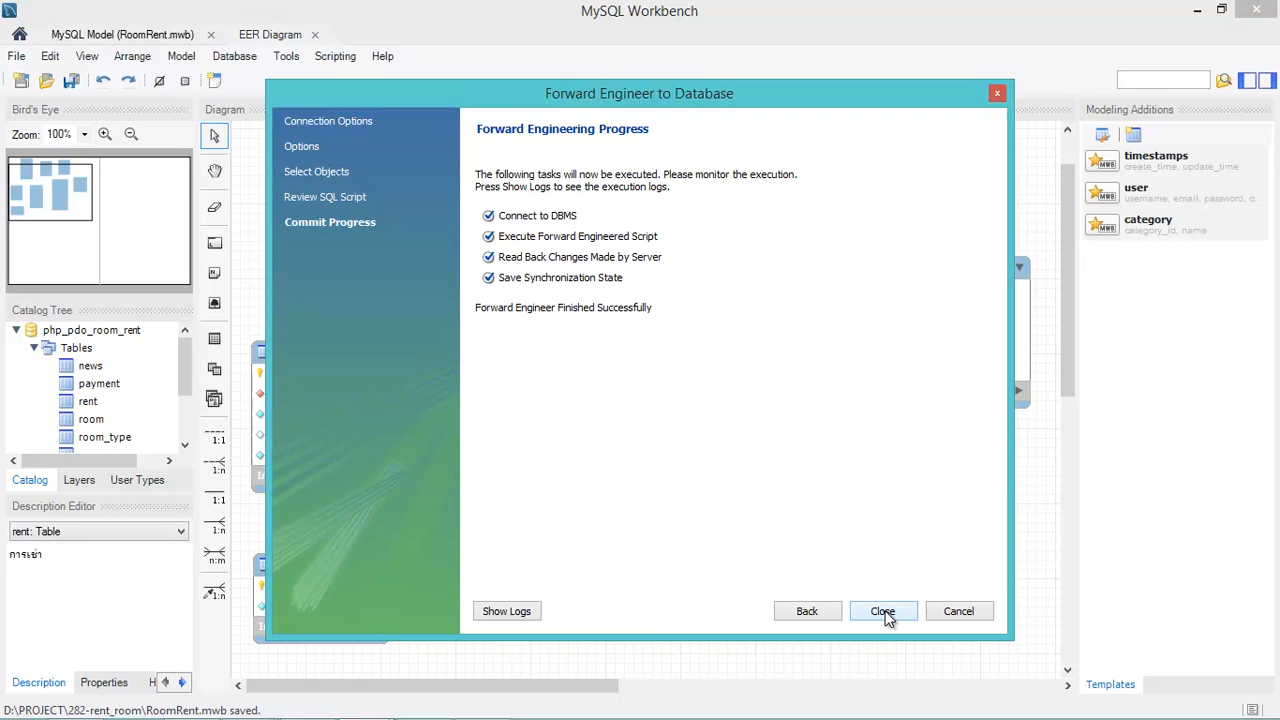 MySQL Workbench
MySQL Model (RoomRent.mwb)
EER Diagram
File Edit View Arrange Model Database Tools Scripting Help
Bird's Eye
Zoom: 100%
Catalog Tree
php_pdo_room_rent
Tables
news
payment
rent
room
room_type
Catalog Layers User Types
Description Editor
rent: Table
การเช่า
Description Properties H
Diagram
1:1
1:n
1:1
1:n
n:m
1:n
Forward Engineer to Database
Connection Options
Options
Select Objects
Review SQL Script
Commit Progress
Forward Engineering Progress
The following tasks will now be executed. Please monitor the execution.
Press Show Logs to see the execution logs.
Connect to DBMS
Execute Forward Engineered Script
Read Back Changes Made by Server
Save Synchronization State
Forward Engineer Finished Successfully
Show Logs Back Close Cancel
Modeling Additions
timestamps
create_time, update_time
user
username, email, password, c...
category
category_id, name
Templates
D:\PROJECT\282-rent_room\RoomRent.mwb saved.